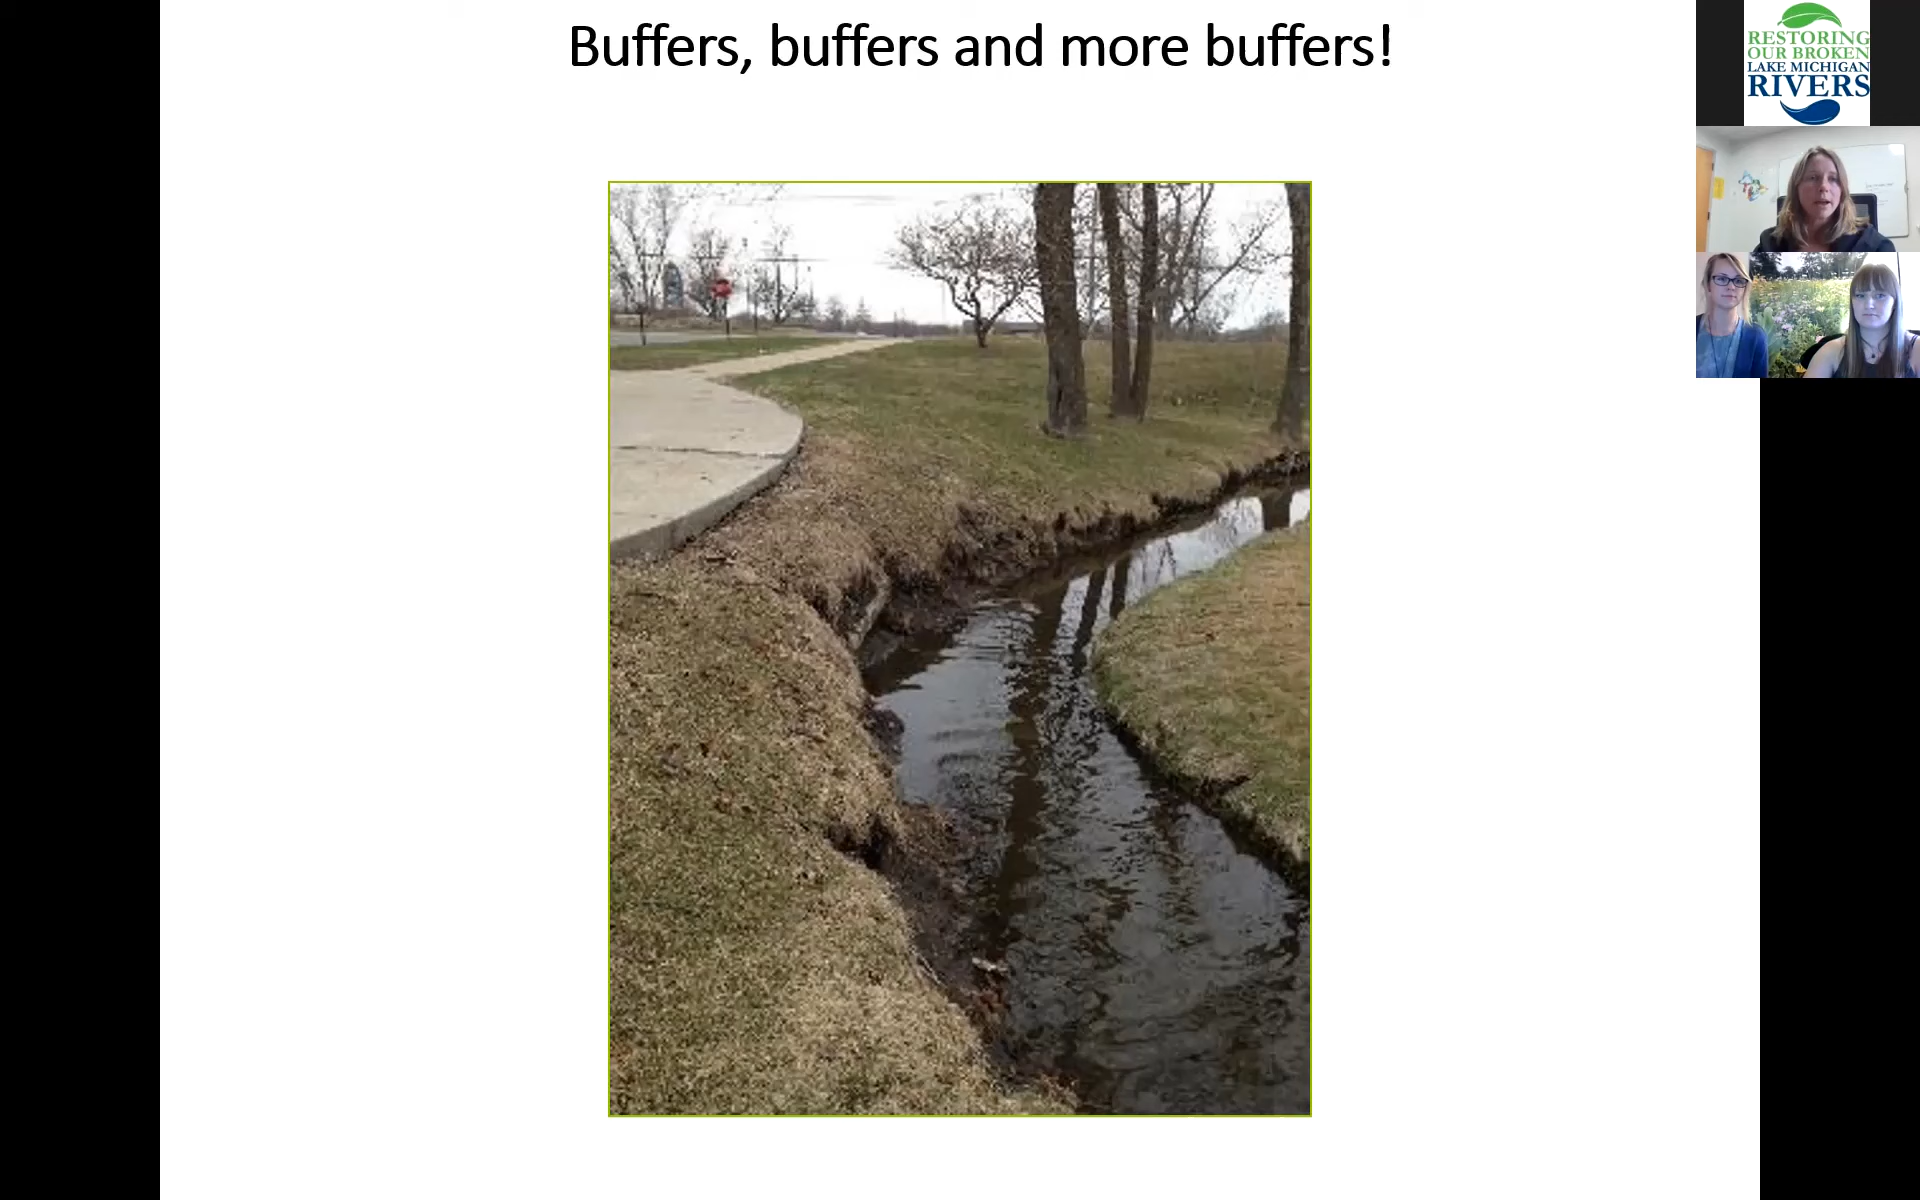 Buffers, buffers and more buffers!
RESTORING
OUR BROKEN
LAKE MICHIGAN
RIVERS